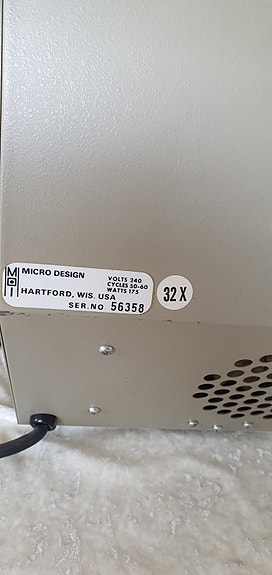 MDI
MICRO DESIGN
VOLTS 240
CYCLES 50-60
WATTS 175
HARTFORD, WIS. USA
SER.NO. 56358
32 X